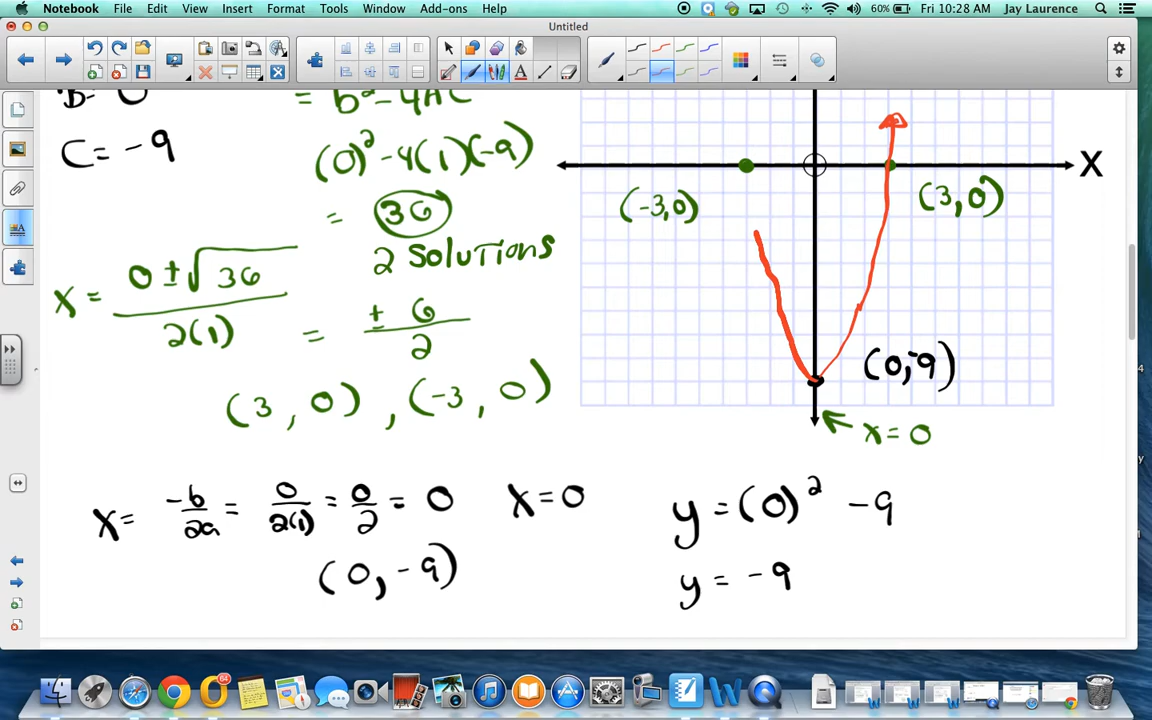 Notebook File Edit View Insert Format Tools Window Add-ons Help 60% Fri 10:28 AM Jay Laurence
Untitled
B= 0
= b²-4AC
C= -9
(0)² -4(1)(-9)
= 36
2 Solutions
x = 0 ± √36 / 2(1) = ± 6 / 2
(3, 0), (-3, 0)
X
(-3,0)
(3,0)
(0,-9)
x=0
x= -b/2a = 0/2(1) = 0/2 = 0 x=0
(0, -9)
y = (0)² -9
y = -9
64